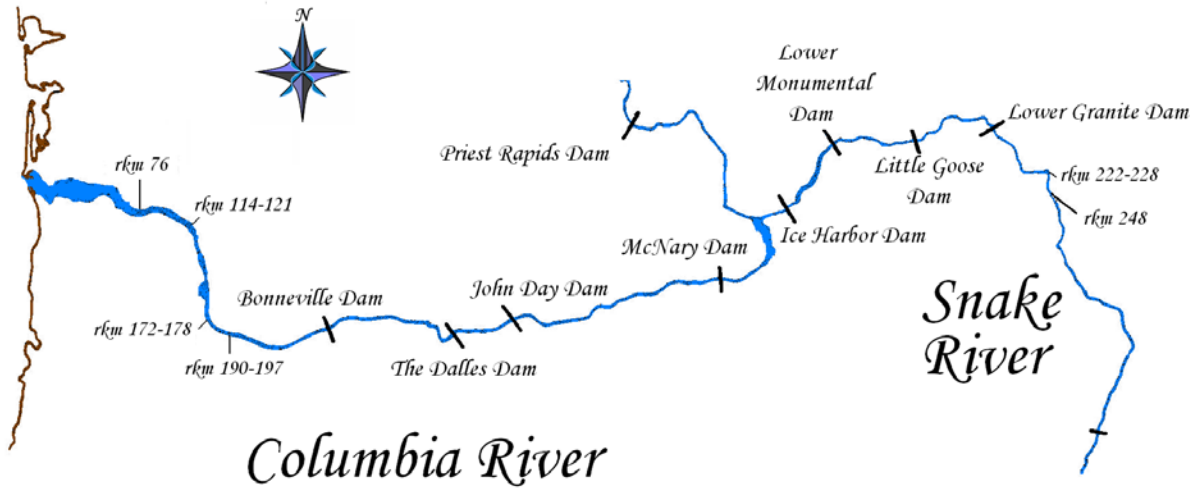 N
Lower
Monumental
Dam
Lower Granite Dam
Priest Rapids Dam
rkm 76
Little Goose
Dam
rkm 222-228
rkm 114-121
rkm 248
Ice Harbor Dam
McNary Dam
John Day Dam
Bonneville Dam
Snake
River
rkm 172-178
rkm 190-197
The Dalles Dam
Columbia River